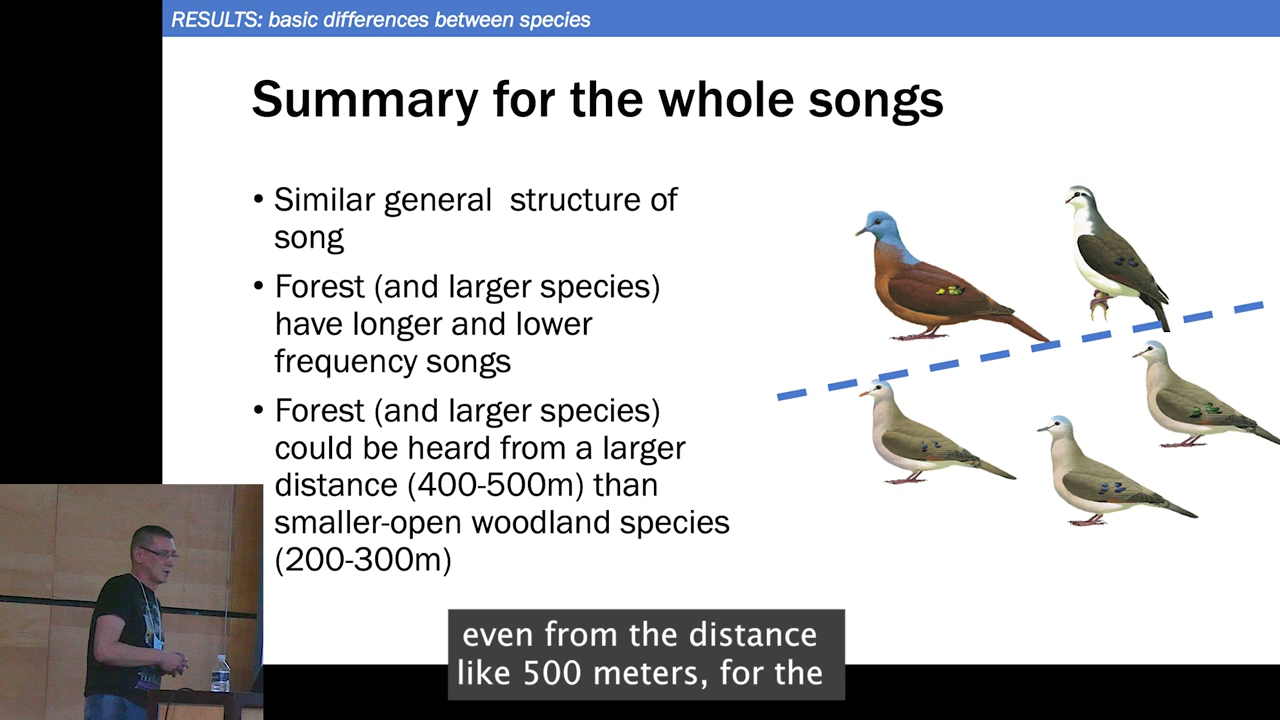 RESULTS: basic differences between species
Summary for the whole songs
• Similar general structure of
song
• Forest (and larger species)
have longer and lower
frequency songs
• Forest (and larger species)
could be heard from a larger
distance (400-500m) than
smaller-open woodland species
(200-300m)
even from the distance
like 500 meters, for the